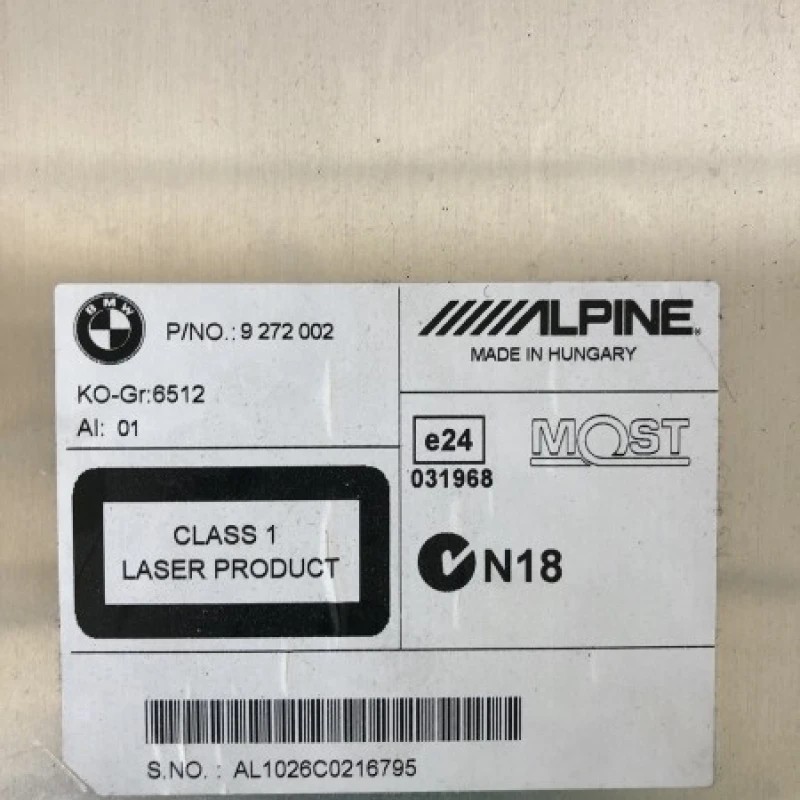 BMW
P/NO.: 9 272 002
KO-Gr:6512
AI: 01
ALPINE
MADE IN HUNGARY
e24
031968
MOST
N18
CLASS 1
LASER PRODUCT
S.NO. : AL1026C0216795